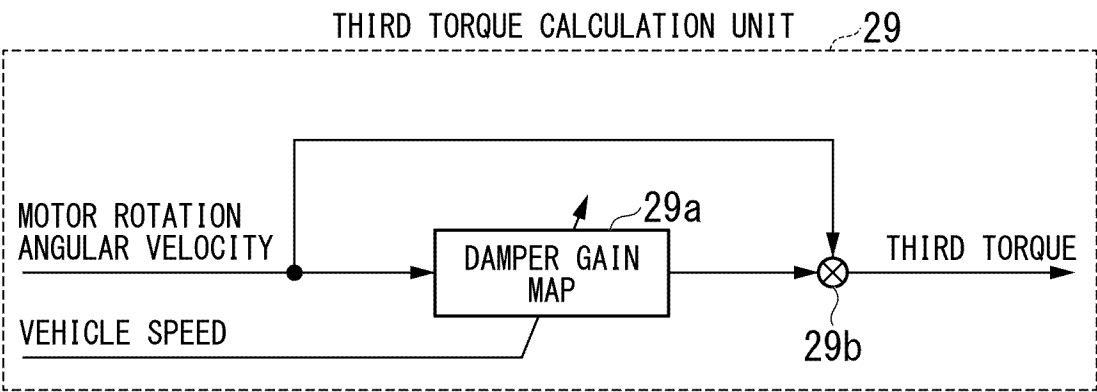 THIRD TORQUE CALCULATION UNIT 29
MOTOR ROTATION
ANGULAR VELOCITY
29a
DAMPER GAIN
MAP
THIRD TORQUE
VEHICLE SPEED
29b